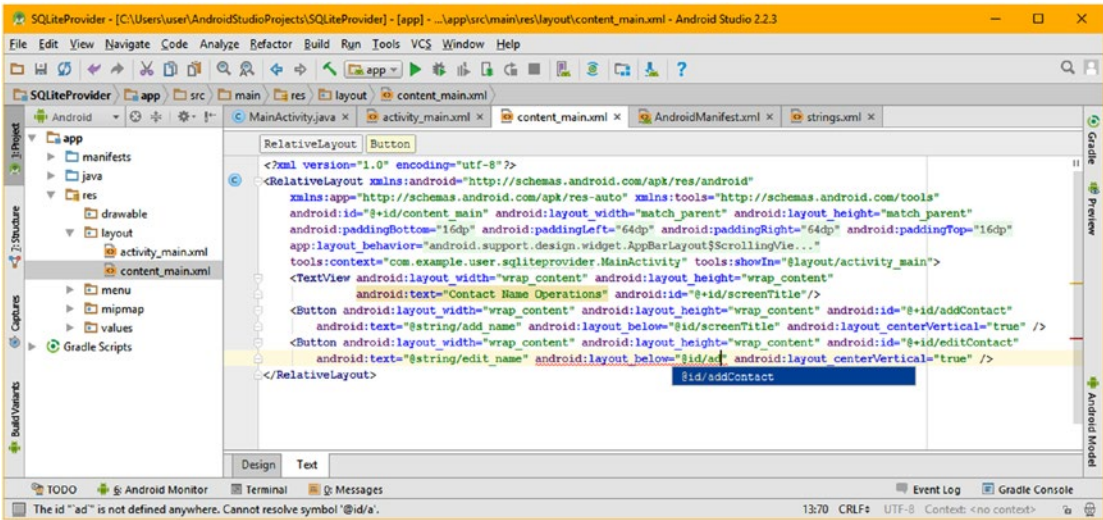 SQLiteProvider - [C:\Users\user\AndroidStudioProjects\SQLiteProvider] - [app] - ...\app\src\main\res\layout\content_main.xml - Android Studio 2.2.3
File Edit View Navigate Code Analyze Refactor Build Run Tools VCS Window Help
app
SQLiteProvider app src main res layout content_main.xml
Android
MainActivity.java activity_main.xml content_main.xml AndroidManifest.xml strings.xml
1: Project
7: Structure
Captures
Build Variants
app
manifests
java
res
drawable
layout
activity_main.xml
content_main.xml
menu
mipmap
values
Gradle Scripts
RelativeLayout Button
<?xml version="1.0" encoding="utf-8"?>
<RelativeLayout xmlns:android="http://schemas.android.com/apk/res/android"
xmlns:app="http://schemas.android.com/apk/res-auto" xmlns:tools="http://schemas.android.com/tools"
android:id="@+id/content_main" android:layout_width="match_parent" android:layout_height="match_parent"
android:paddingBottom="16dp" android:paddingLeft="64dp" android:paddingRight="64dp" android:paddingTop="16dp"
app:layout_behavior="android.support.design.widget.AppBarLayout$ScrollingVie..."
tools:context="com.example.user.sqliteprovider.MainActivity" tools:showIn="@layout/activity_main">
<TextView android:layout_width="wrap_content" android:layout_height="wrap_content"
android:text="Contact Name Operations" android:id="@+id/screenTitle"/>
<Button android:layout_width="wrap_content" android:layout_height="wrap_content" android:id="@+id/addContact"
android:text="@string/add_name" android:layout_below="@id/screenTitle" android:layout_centerVertical="true" />
<Button android:layout_width="wrap_content" android:layout_height="wrap_content" android:id="@+id/editContact"
android:text="@string/edit_name" android:layout_below="@id/ad" android:layout_centerVertical="true" />
@id/addContact
</RelativeLayout>
Gradle
Preview
Android Model
Design Text
TODO 6: Android Monitor Terminal 0: Messages Event Log Gradle Console
The id "`ad`" is not defined anywhere. Cannot resolve symbol '@id/a'. 13:70 CRLF UTF-8 Context: <no context>